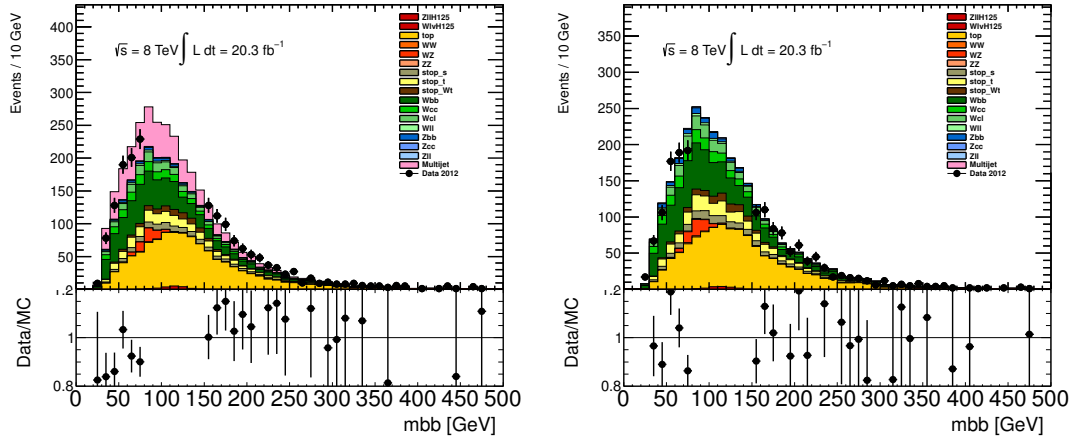 Events / 10 GeV
400
350
300
250
200
150
100
50
√s = 8 TeV ∫ L dt = 20.3 fb⁻¹
ZllH125
WlvH125
top
WW
WZ
ZZ
stop_s
stop_t
stop_Wt
Wbb
Wcc
Wcl
Wll
Zbb
Zcc
Zll
Multijet
Data 2012
Data/MC
1.2
1
0.8
0 50 100 150 200 250 300 350 400 450 500
mbb [GeV]
Events / 10 GeV
350
300
250
200
150
100
50
√s = 8 TeV ∫ L dt = 20.3 fb⁻¹
ZllH125
WlvH125
top
WW
WZ
ZZ
stop_s
stop_t
stop_Wt
Wbb
Wcc
Wcl
Wll
Zbb
Zcc
Zll
Multijet
Data 2012
Data/MC
1.2
1
0.8
0 50 100 150 200 250 300 350 400 450 500
mbb [GeV]